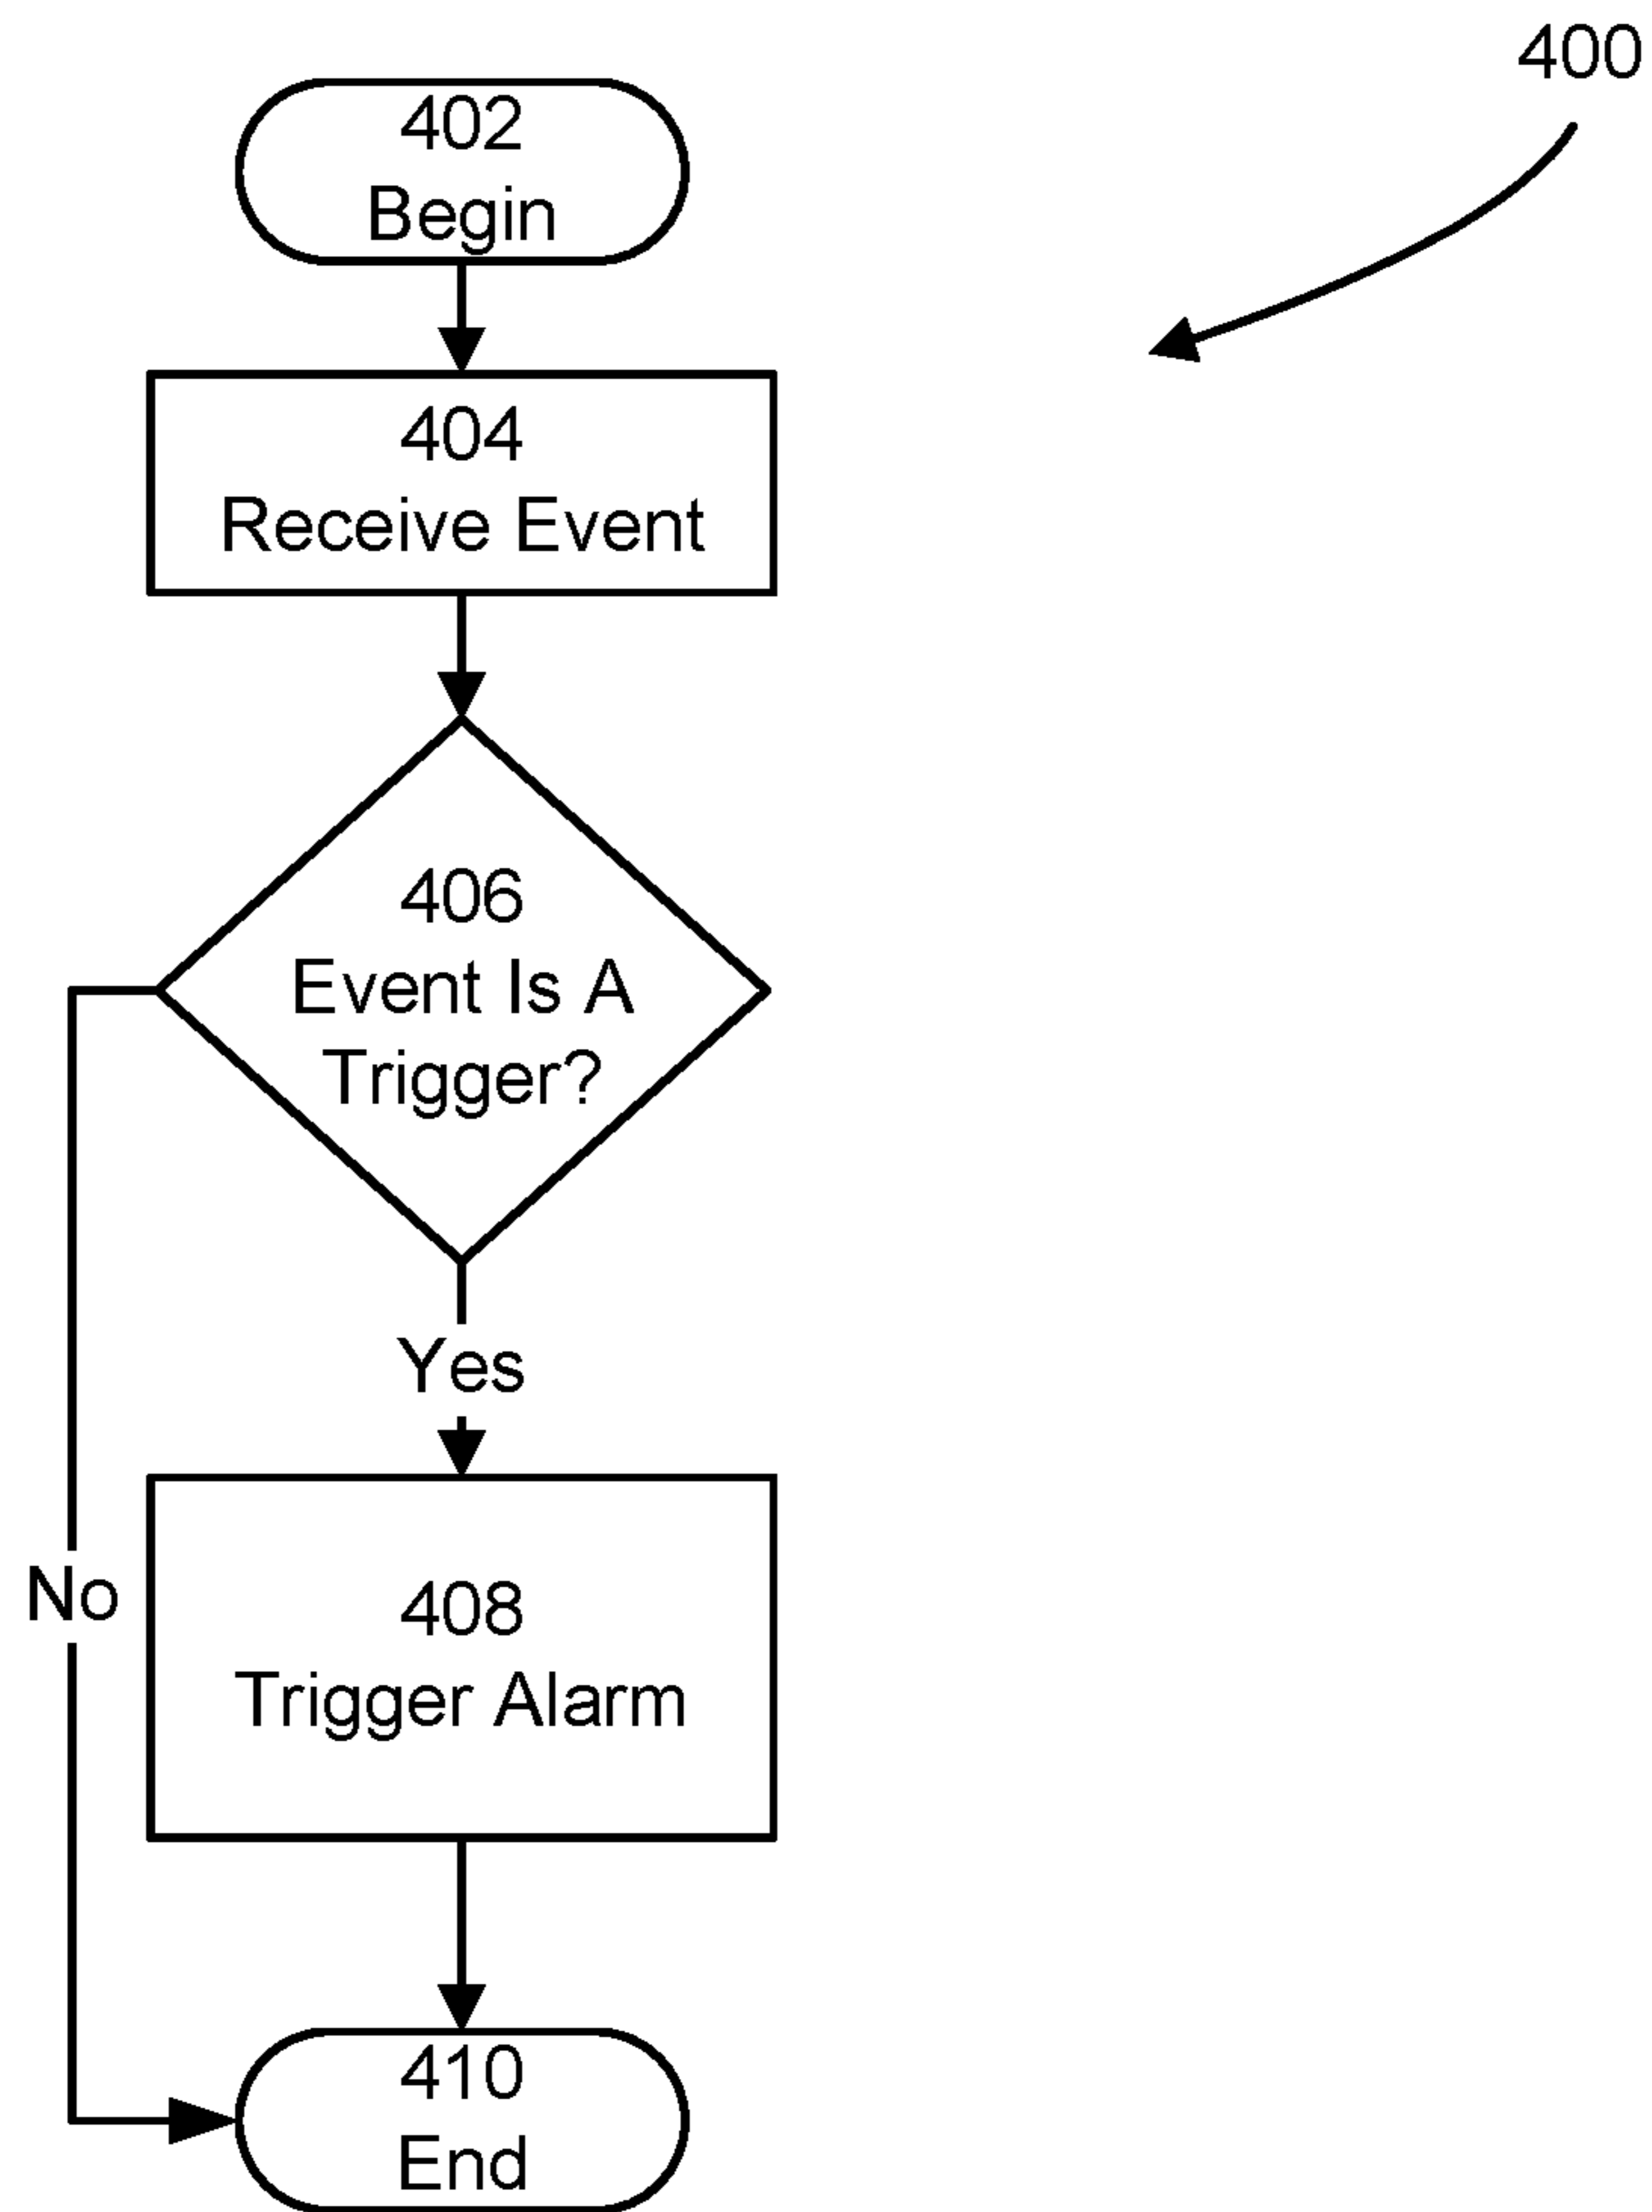 400
402
Begin
404
Receive Event
406
Event Is A
Trigger?
Yes
No
408
Trigger Alarm
410
End